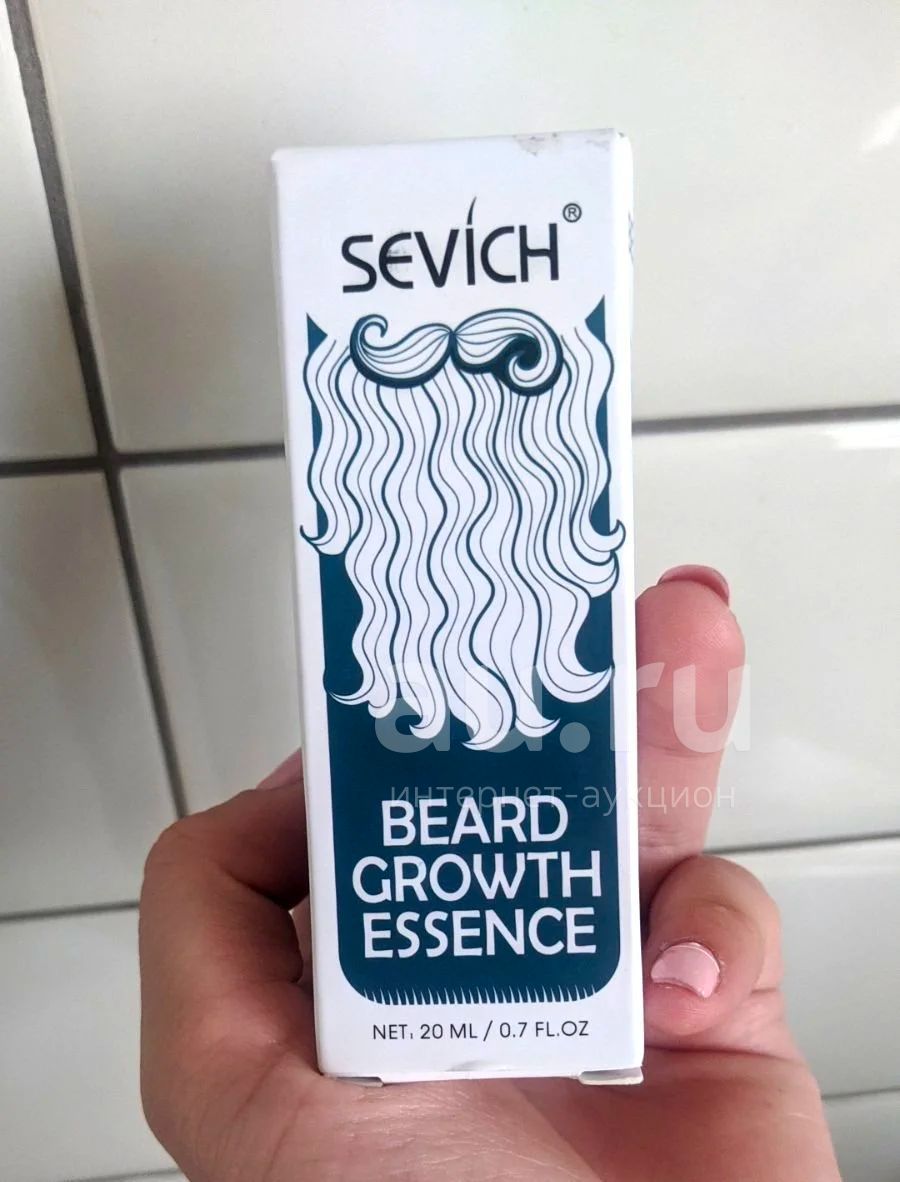 SEVICH®
au.ru
интернет-аукцион
BEARD
GROWTH
ESSENCE
NET: 20 ML / 0.7 FL.OZ